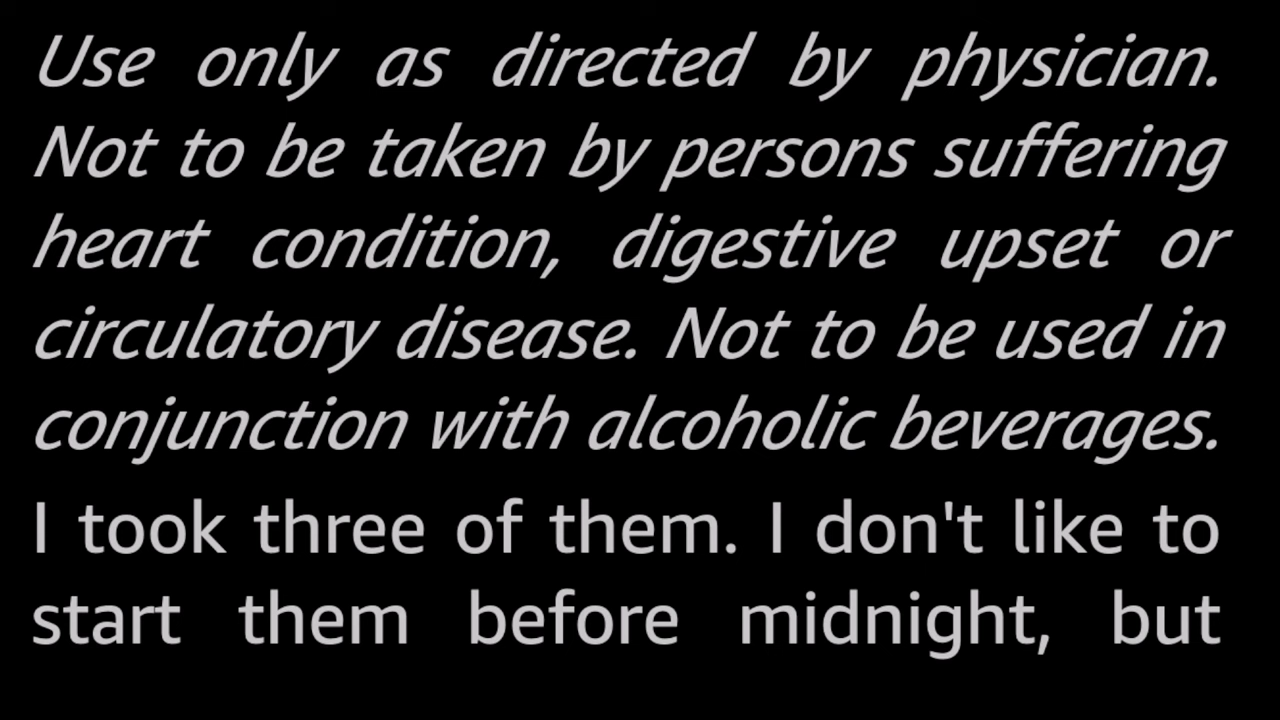 Use only as directed by physician.
Not to be taken by persons suffering
heart condition, digestive upset or
circulatory disease. Not to be used in
conjunction with alcoholic beverages.
I took three of them. I don't like to
start them before midnight, but